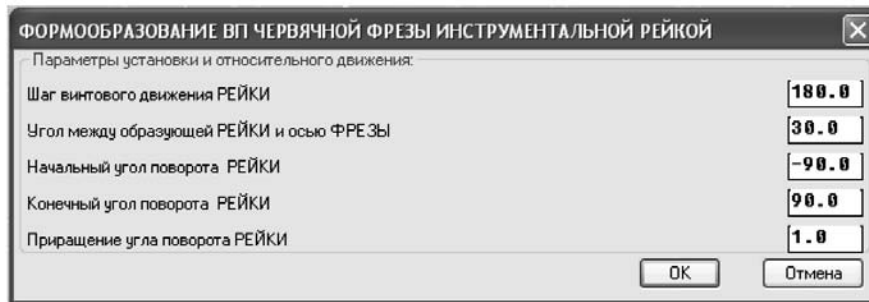 ФОРМООБРАЗОВАНИЕ ВП ЧЕРВЯЧНОЙ ФРЕЗЫ ИНСТРУМЕНТАЛЬНОЙ РЕЙКОЙ
Параметры установки и относительного движения:
Шаг винтового движения РЕЙКИ 180.0
Угол между образующей РЕЙКИ и осью ФРЕЗЫ 30.0
Начальный угол поворота РЕЙКИ -90.0
Конечный угол поворота РЕЙКИ 90.0
Приращение угла поворота РЕЙКИ 1.0
OK Отмена